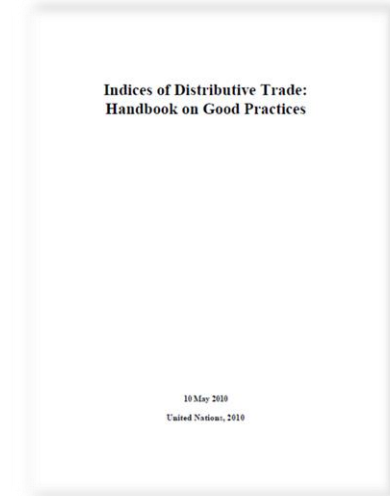 Indices of Distributive Trade:
Handbook on Good Practices
10 May 2010
United Nations, 2010